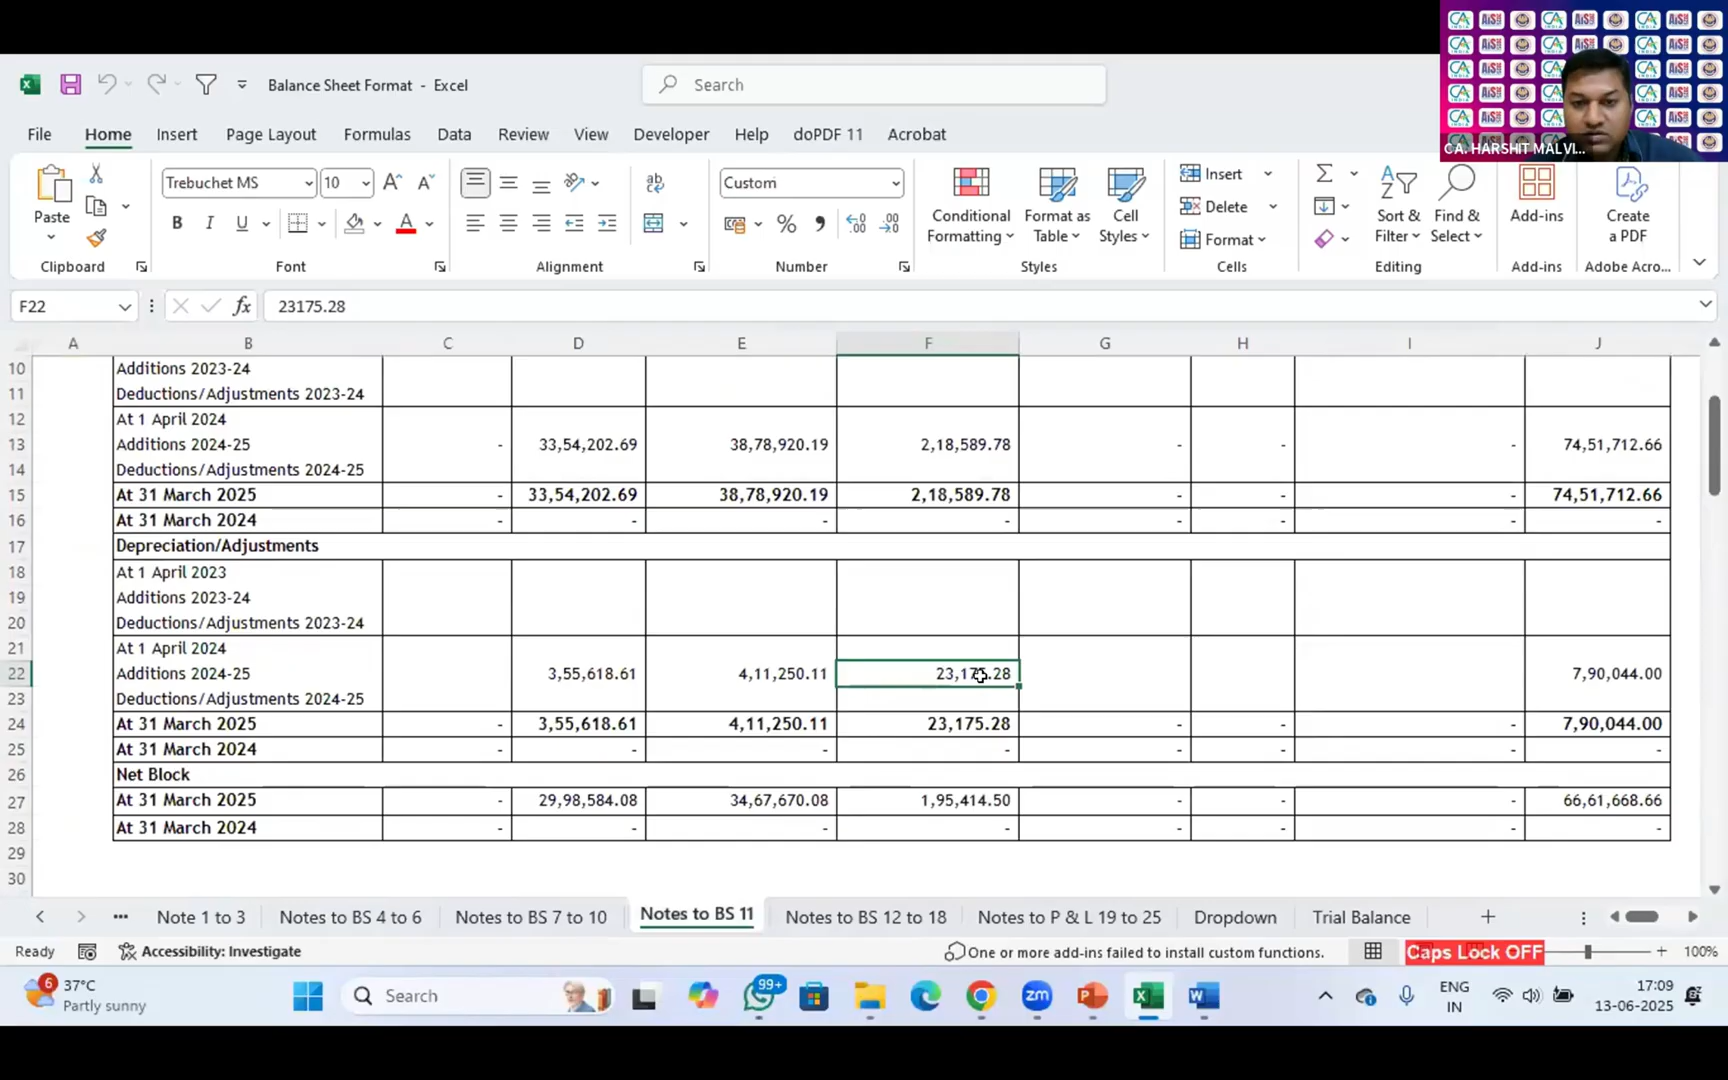 Balance Sheet Format - Excel
Search
CA. HARSHIT MALVI...
File Home Insert Page Layout Formulas Data Review View Developer Help doPDF 11 Acrobat
Trebuchet MS 10 Custom
Paste
Conditional Formatting
Format as Table
Cell Styles
Insert
Delete
Format
Sort & Filter
Find & Select
Add-ins
Create a PDF
Clipboard Font Alignment Number Styles Cells Editing Add-ins Adobe Acro...
F22 fx 23175.28
A B C D E F G H I J
10 Additions 2023-24
11 Deductions/Adjustments 2023-24
12 At 1 April 2024
13 Additions 2024-25 - 33,54,202.69 38,78,920.19 2,18,589.78 - - - 74,51,712.66
14 Deductions/Adjustments 2024-25
15 At 31 March 2025 - 33,54,202.69 38,78,920.19 2,18,589.78 - - - 74,51,712.66
16 At 31 March 2024 - - - - - - - -
17 Depreciation/Adjustments
18 At 1 April 2023
19 Additions 2023-24
20 Deductions/Adjustments 2023-24
21 At 1 April 2024
22 Additions 2024-25 3,55,618.61 4,11,250.11 23,175.28 7,90,044.00
23 Deductions/Adjustments 2024-25
24 At 31 March 2025 - 3,55,618.61 4,11,250.11 23,175.28 - - - 7,90,044.00
25 At 31 March 2024 - - - - - - - -
26 Net Block
27 At 31 March 2025 - 29,98,584.08 34,67,670.08 1,95,414.50 - - - 66,61,668.66
28 At 31 March 2024 - - - - - - - -
29
30
... Note 1 to 3 Notes to BS 4 to 6 Notes to BS 7 to 10 Notes to BS 11 Notes to BS 12 to 18 Notes to P & L 19 to 25 Dropdown Trial Balance +
Ready Accessibility: Investigate One or more add-ins failed to install custom functions. Caps Lock OFF 100%
6 37°C
Partly sunny
Search
99+
zm
ENG
IN
17:09
13-06-2025